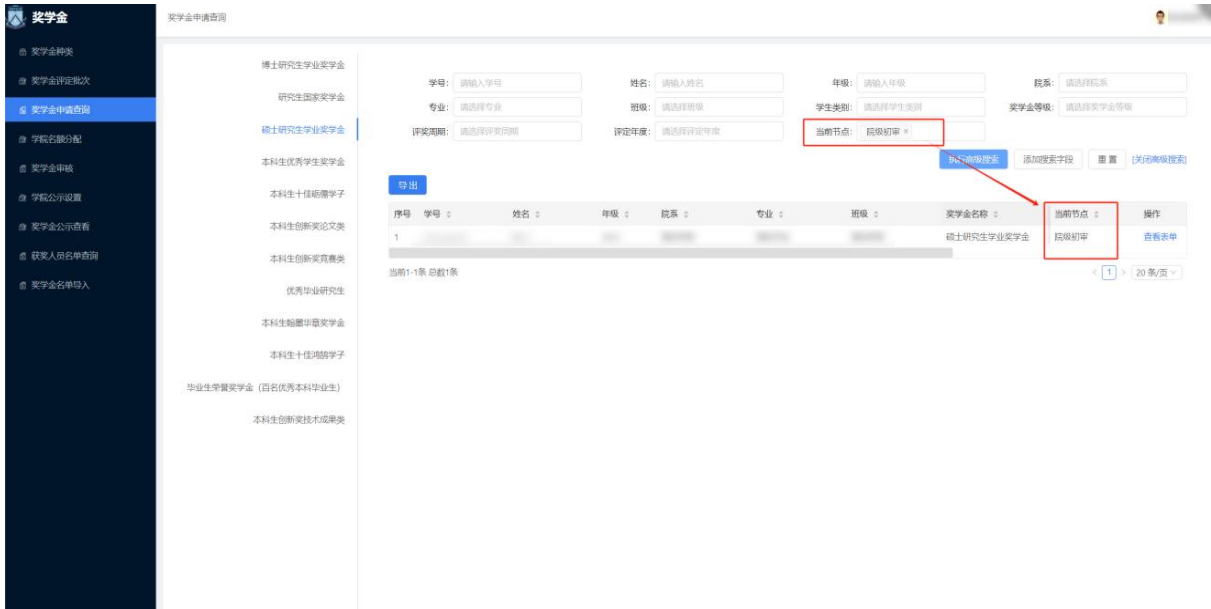 奖学金
奖学金申请查询
奖学金种类
奖学金评定批次
奖学金申请查询
学院名额分配
奖学金审核
学院公示设置
奖学金公示查看
获奖人员名单查询
奖学金名单导入
博士研究生学业奖学金
研究生国家奖学金
硕士研究生学业奖学金
本科生优秀学生奖学金
本科生十佳砺儒学子
本科生创新奖论文类
本科生创新奖竞赛类
优秀毕业研究生
本科生翰墨华章奖学金
本科生十佳鸿鹄学子
毕业生荣誉奖学金（百名优秀本科毕业生）
本科生创新奖技术成果类
学号: 请输入学号 姓名: 请输入姓名 年级: 请输入年级 院系: 请选择院系
专业: 请选择专业 班级: 请选择班级 学生类别: 请选择学生类别 奖学金等级: 请选择奖学金等级
评奖周期: 请选择评奖周期 评定年度: 请选择评定年度 当前节点: 院级初审 ×
执行高级搜索 添加搜索字段 重置 [关闭高级搜索]
导出
序号 学号 姓名 年级 院系 专业 班级 奖学金名称 当前节点 操作
1 硕士研究生学业奖学金 院级初审 查看表单
当前1-1条 总数1条 < 1 > 20 条/页